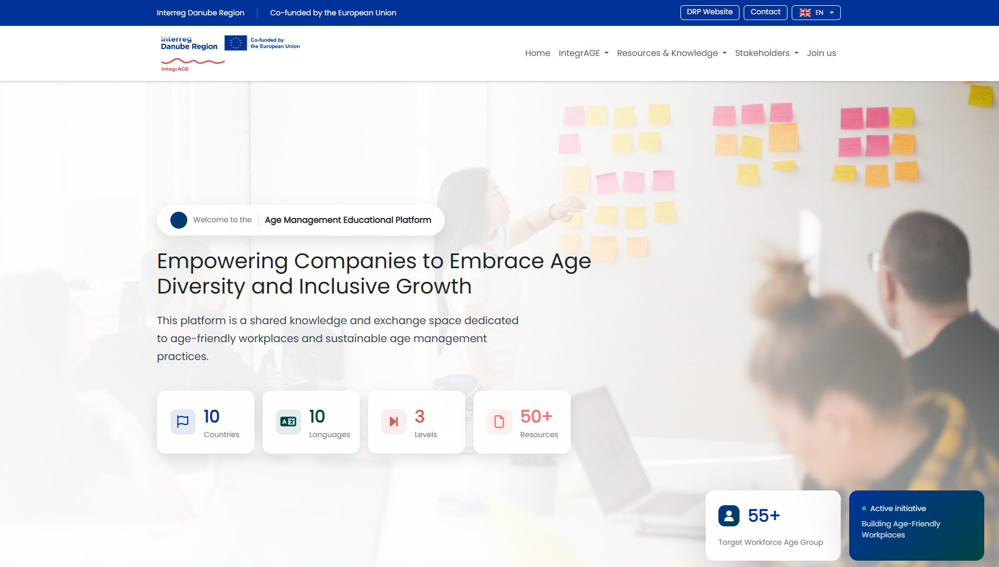 Interreg Danube Region
Co-funded by the European Union
DRP Website
Contact
EN
Interreg
Danube Region
Co-funded by
the European Union
IntegrAGE
Home
IntegrAGE
Resources & Knowledge
Stakeholders
Join us
Welcome to the
Age Management Educational Platform
Empowering Companies to Embrace Age
Diversity and Inclusive Growth
This platform is a shared knowledge and exchange space dedicated
to age-friendly workplaces and sustainable age management
practices.
10
Countries
10
Languages
3
Levels
50+
Resources
55+
Target Workforce Age Group
Active initiative
Building Age-Friendly
Workplaces